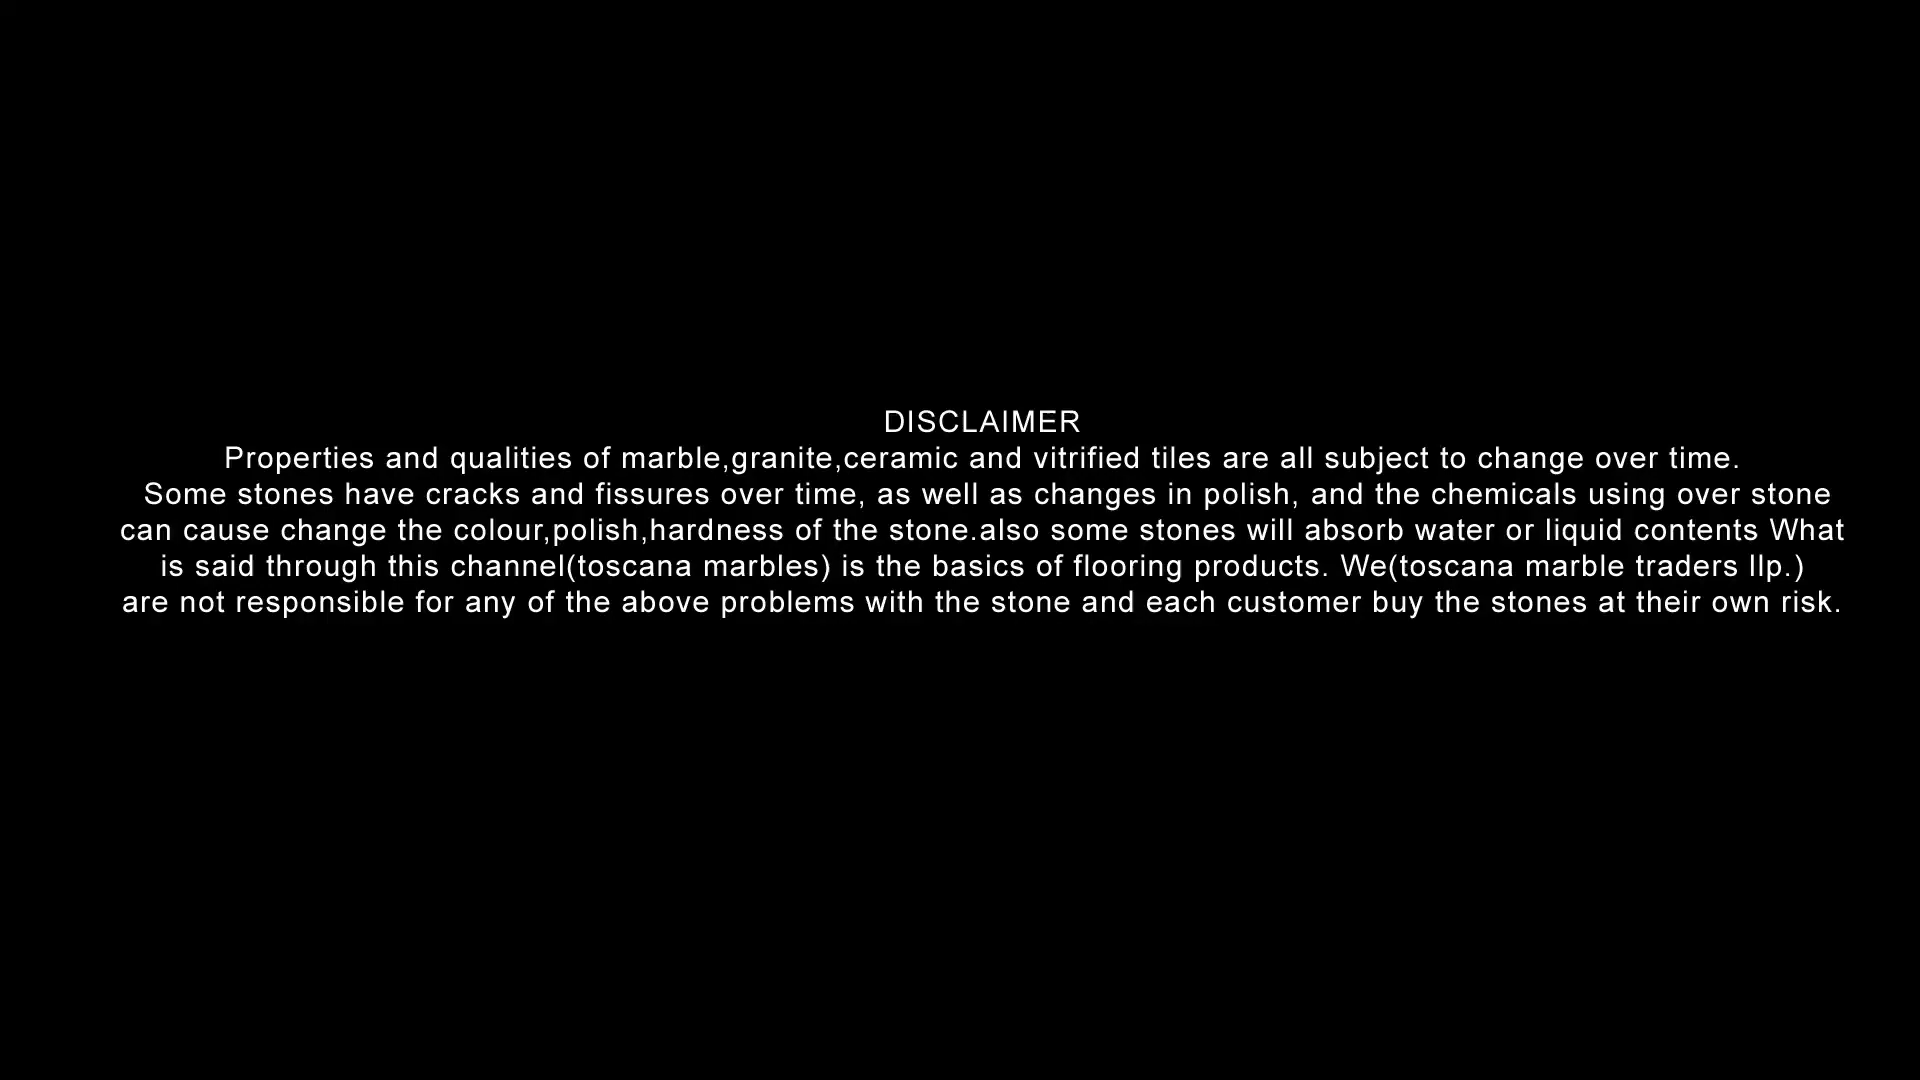 DISCLAIMER
Properties and qualities of marble,granite,ceramic and vitrified tiles are all subject to change over time.
Some stones have cracks and fissures over time, as well as changes in polish, and the chemicals using over stone
can cause change the colour,polish,hardness of the stone.also some stones will absorb water or liquid contents What
is said through this channel(toscana marbles) is the basics of flooring products. We(toscana marble traders llp.)
are not responsible for any of the above problems with the stone and each customer buy the stones at their own risk.